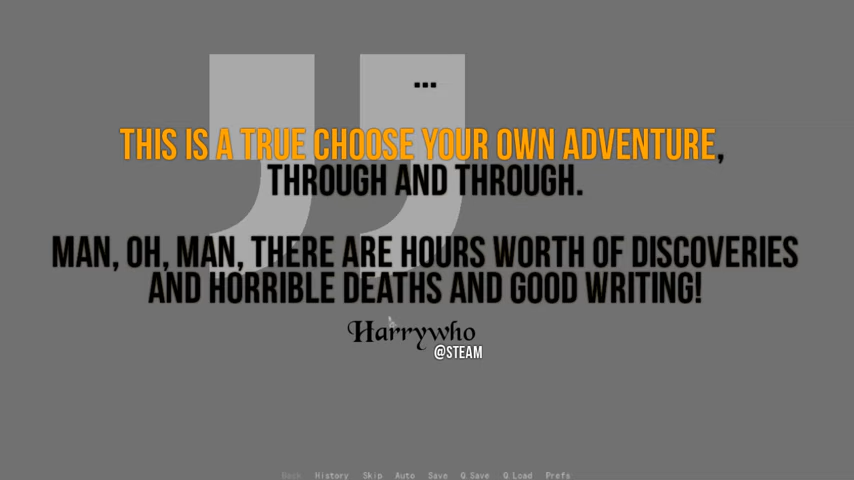 ...
THIS IS A TRUE CHOOSE YOUR OWN ADVENTURE,
THROUGH AND THROUGH.
MAN, OH, MAN, THERE ARE HOURS WORTH OF DISCOVERIES
AND HORRIBLE DEATHS AND GOOD WRITING!
Harrywho
@STEAM
Back History Skip Auto Save Q.Save Q.Load Prefs